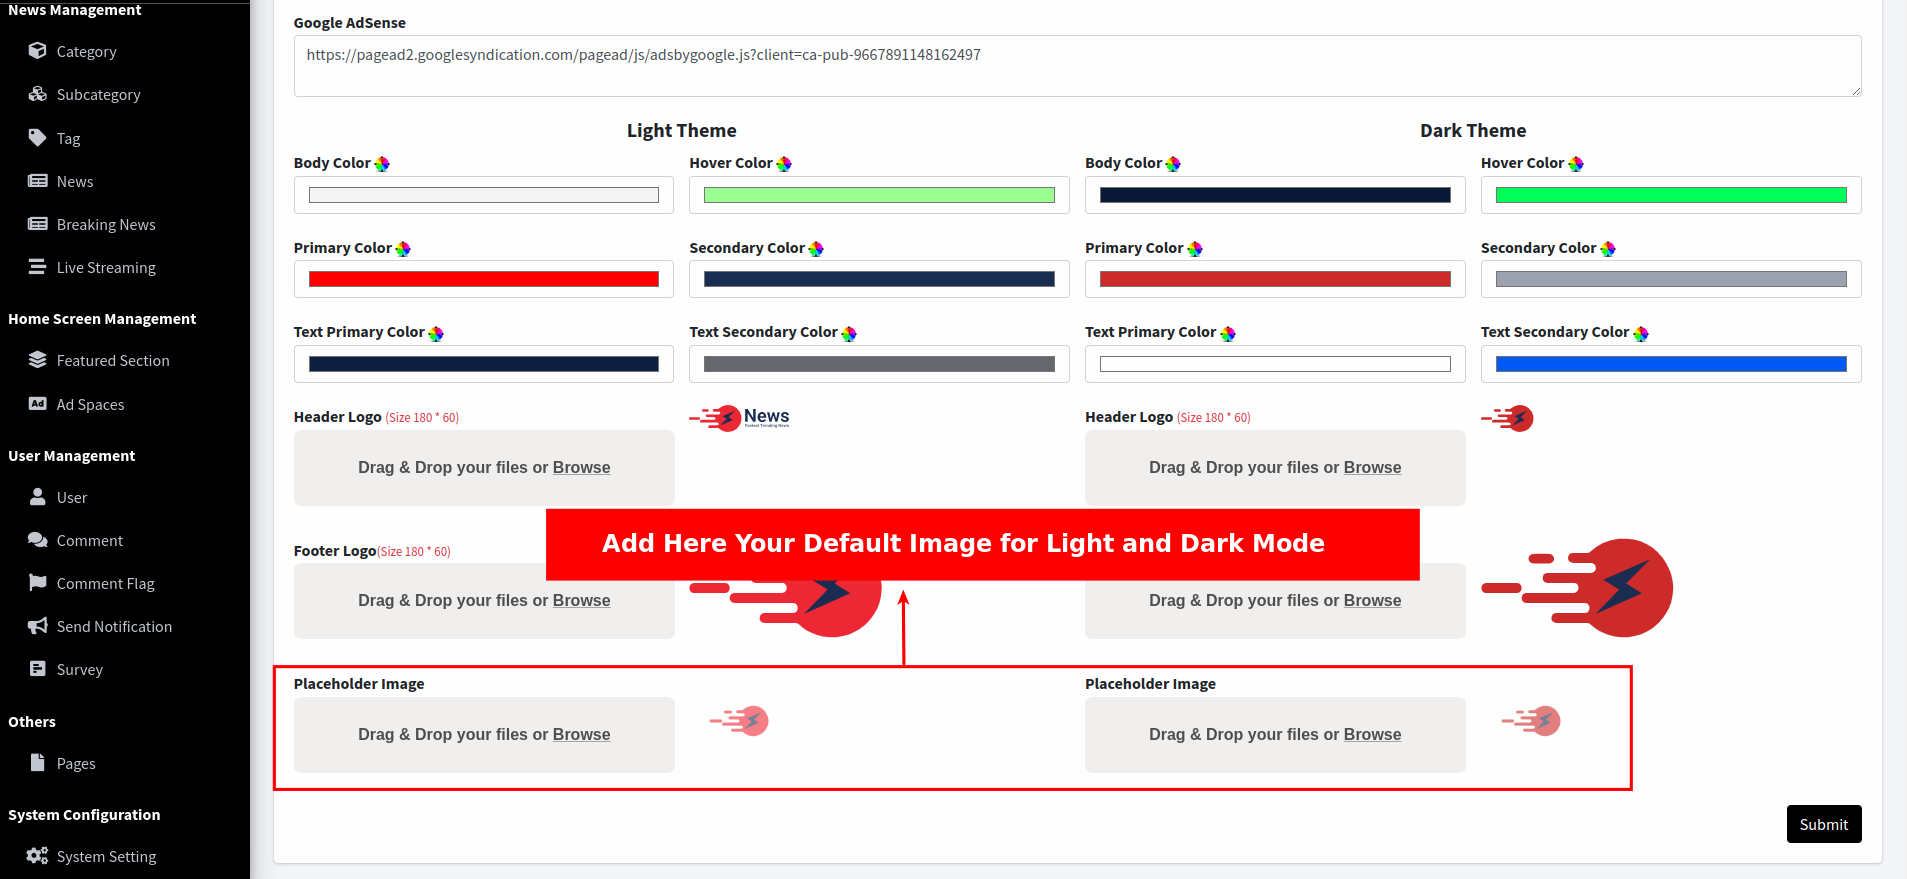 News Management
Category
Subcategory
Tag
News
Breaking News
Live Streaming
Home Screen Management
Featured Section
Ad Spaces
User Management
User
Comment
Comment Flag
Send Notification
Survey
Others
Pages
System Configuration
System Setting
Google AdSense
https://pagead2.googlesyndication.com/pagead/js/adsbygoogle.js?client=ca-pub-9667891148162497
Light Theme
Dark Theme
Body Color
Hover Color
Body Color
Hover Color
Primary Color
Secondary Color
Primary Color
Secondary Color
Text Primary Color
Text Secondary Color
Text Primary Color
Text Secondary Color
Header Logo (Size 180 * 60)
News
Fastest Trending News
Header Logo (Size 180 * 60)
Drag & Drop your files or Browse
Drag & Drop your files or Browse
Add Here Your Default Image for Light and Dark Mode
Footer Logo(Size 180 * 60)
Drag & Drop your files or Browse
Drag & Drop your files or Browse
Placeholder Image
Placeholder Image
Drag & Drop your files or Browse
Drag & Drop your files or Browse
Submit